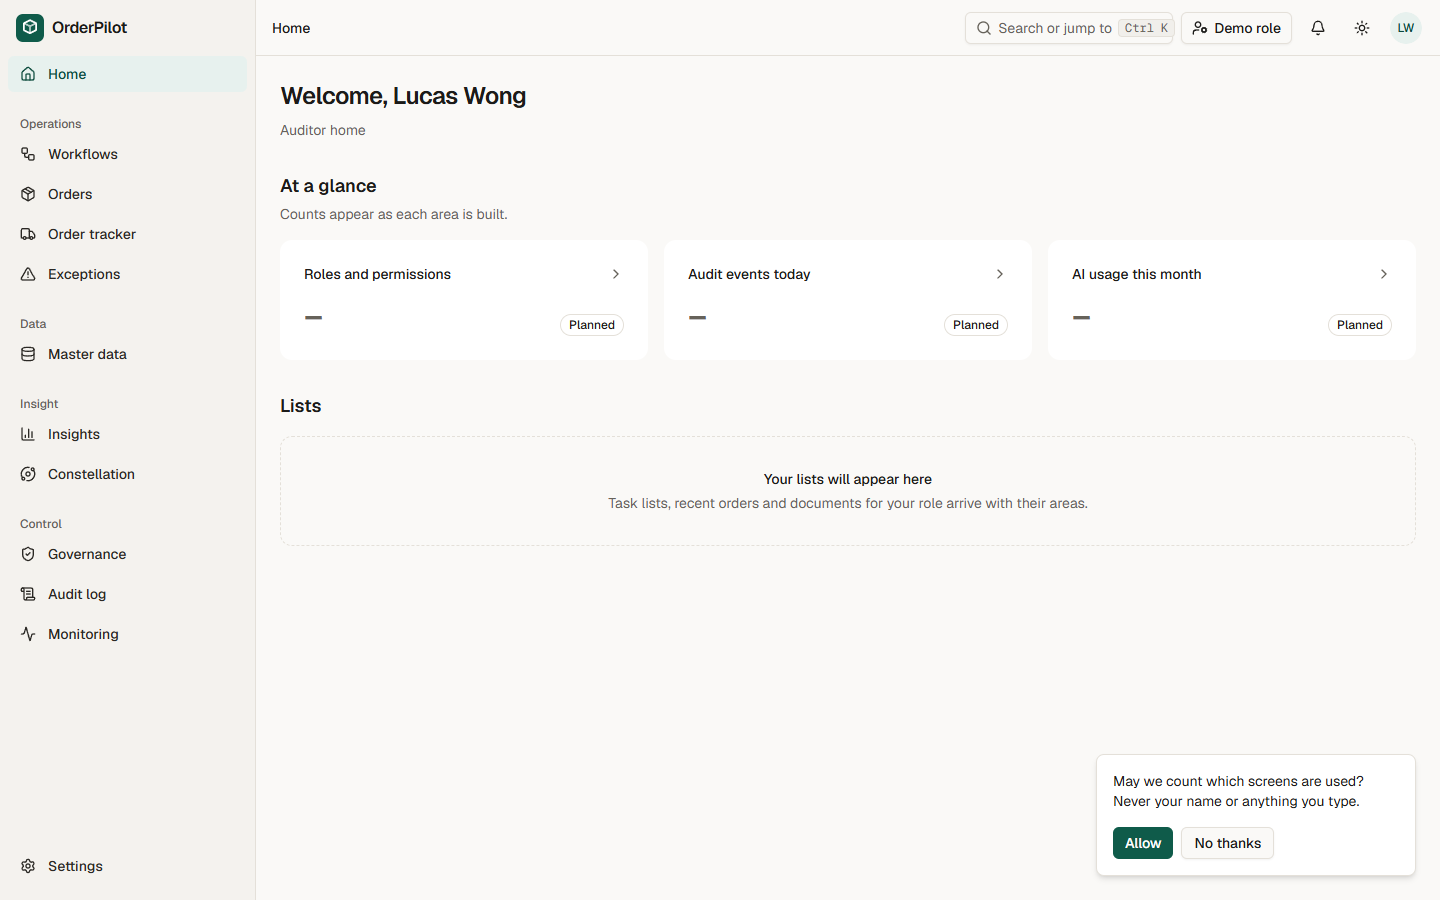 OrderPilot
Home
Operations
Workflows
Orders
Order tracker
Exceptions
Data
Master data
Insight
Insights
Constellation
Control
Governance
Audit log
Monitoring
Settings
Home
Search or jump to Ctrl K
Demo role
LW
Welcome, Lucas Wong
Auditor home
At a glance
Counts appear as each area is built.
Roles and permissions
–
Planned
Audit events today
–
Planned
AI usage this month
–
Planned
Lists
Your lists will appear here
Task lists, recent orders and documents for your role arrive with their areas.
May we count which screens are used?
Never your name or anything you type.
Allow
No thanks